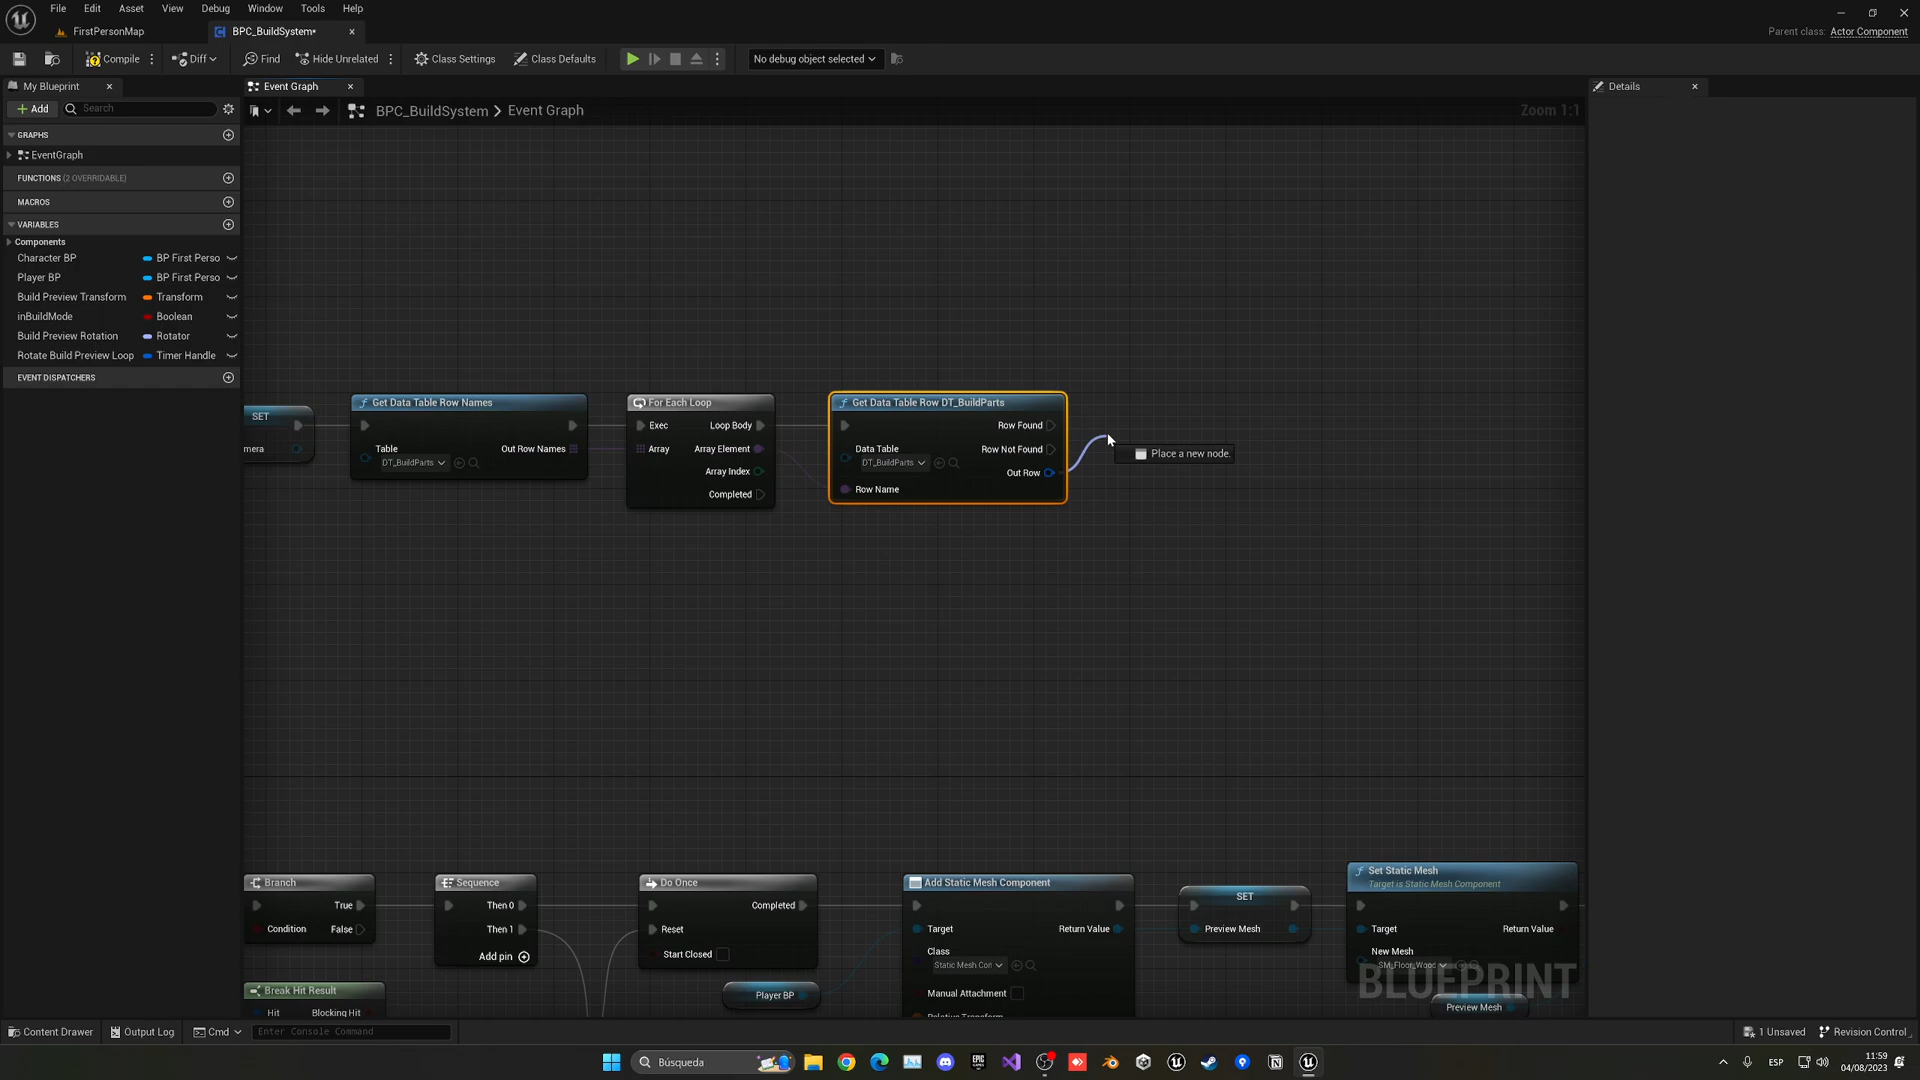 File Edit Asset View Debug Window Tools Help
FirstPersonMap BPC_BuildSystem* Parent class: Actor Component
Compile Diff Find Hide Unrelated Class Settings Class Defaults No debug object selected
My Blueprint Event Graph Details
Add Search BPC_BuildSystem > Event Graph Zoom 1:1
GRAPHS
EventGraph
FUNCTIONS (2 OVERRIDABLE)
MACROS
VARIABLES
Components
Character BP BP First Perso
Player BP BP First Perso
Build Preview Transform Transform
inBuildMode Boolean
Build Preview Rotation Rotator
Rotate Build Preview Loop Timer Handle
EVENT DISPATCHERS
SET
mera
Get Data Table Row Names
Table
DT_BuildParts
Out Row Names
For Each Loop
Exec Loop Body
Array Array Element
Array Index
Completed
Get Data Table Row DT_BuildParts
Row Found
Data Table Row Not Found
DT_BuildParts
Out Row
Row Name
Place a new node.
Branch
True
Condition False
Sequence
Then 0
Then 1
Add pin
Do Once
Completed
Reset
Start Closed
Add Static Mesh Component
Target Return Value
Class
Static Mesh Con
Manual Attachment
Relative Transform
SET
Preview Mesh
Set Static Mesh
Target is Static Mesh Component
Target Return Value
New Mesh
SM_Floor_Wood
Break Hit Result
Hit Blocking Hit
Player BP
Preview Mesh
BLUEPRINT
Content Drawer Output Log Cmd Enter Console Command 1 Unsaved Revision Control
Búsqueda ESP 11:59
04/08/2023